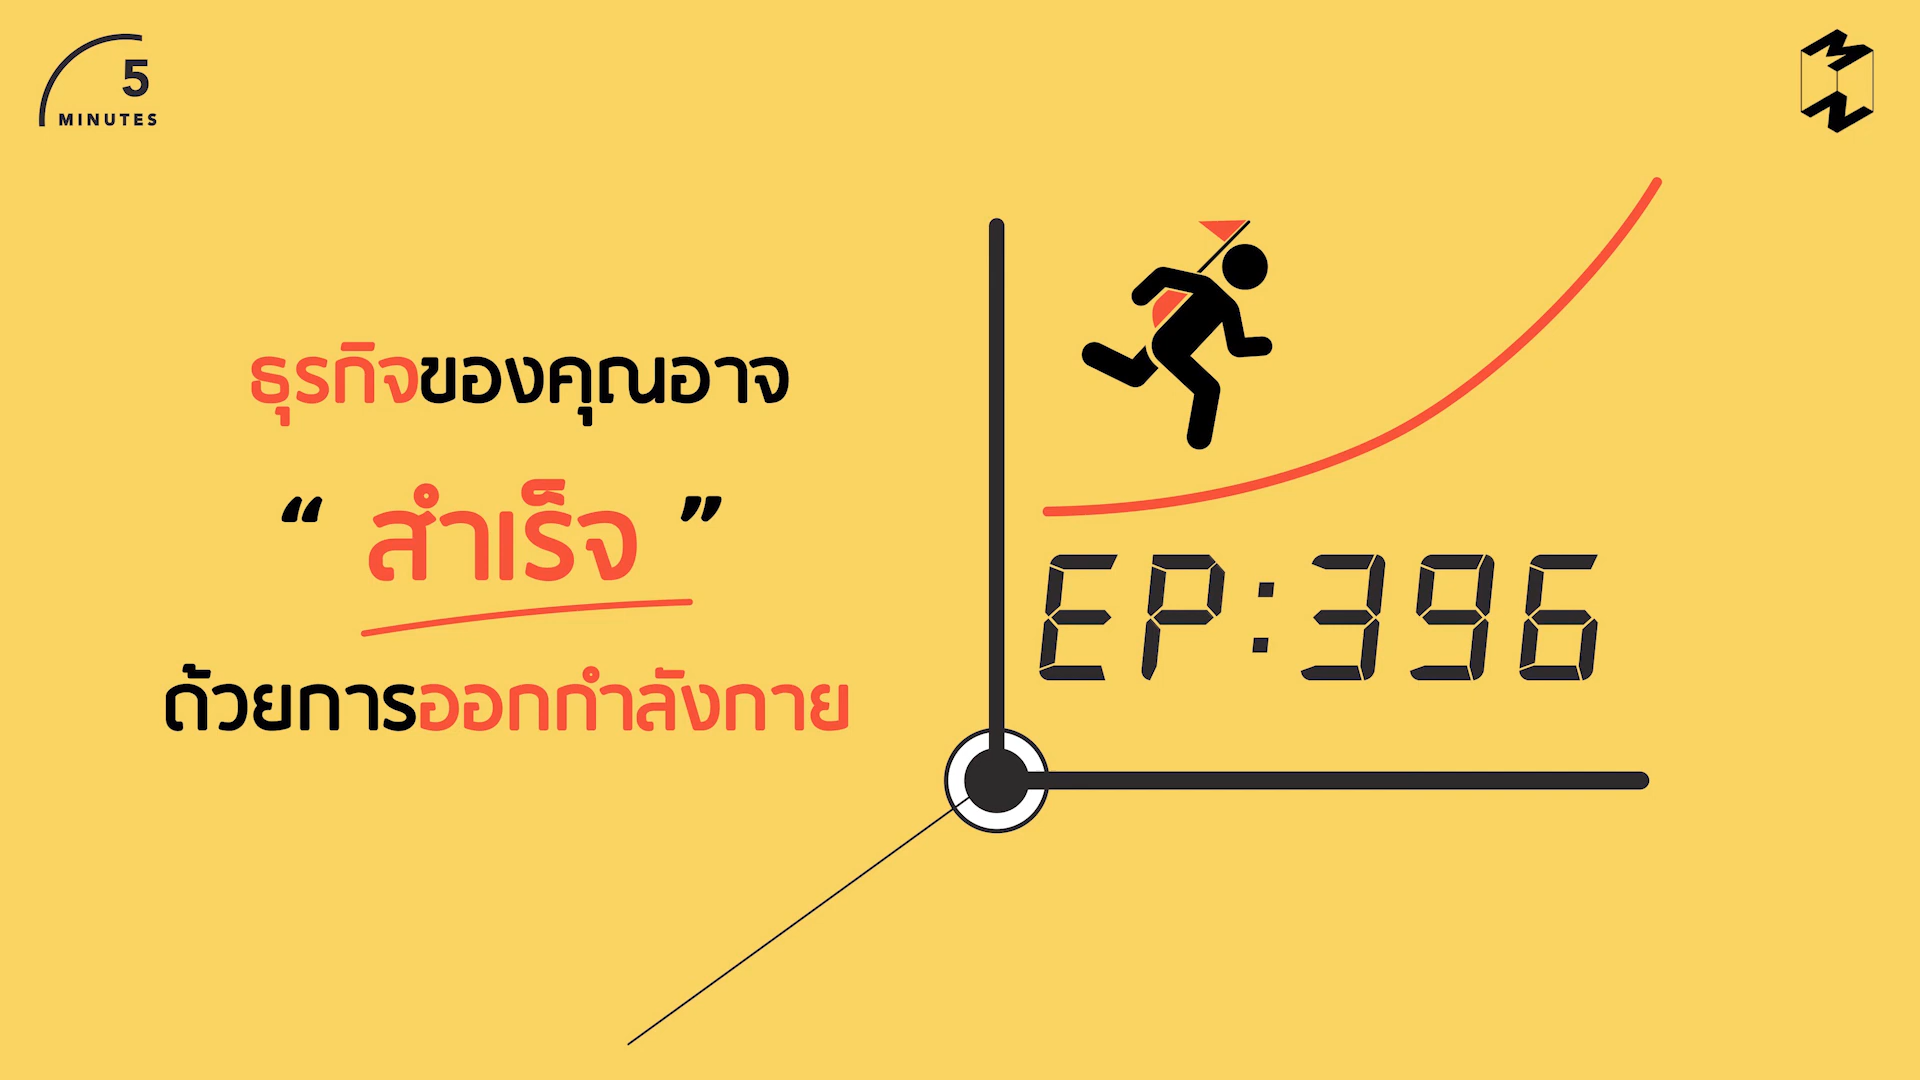 5
MINUTES
ธุรกิจของคุณอาจ
“ สำเร็จ ”
ด้วยการออกกำลังกาย
EP:396